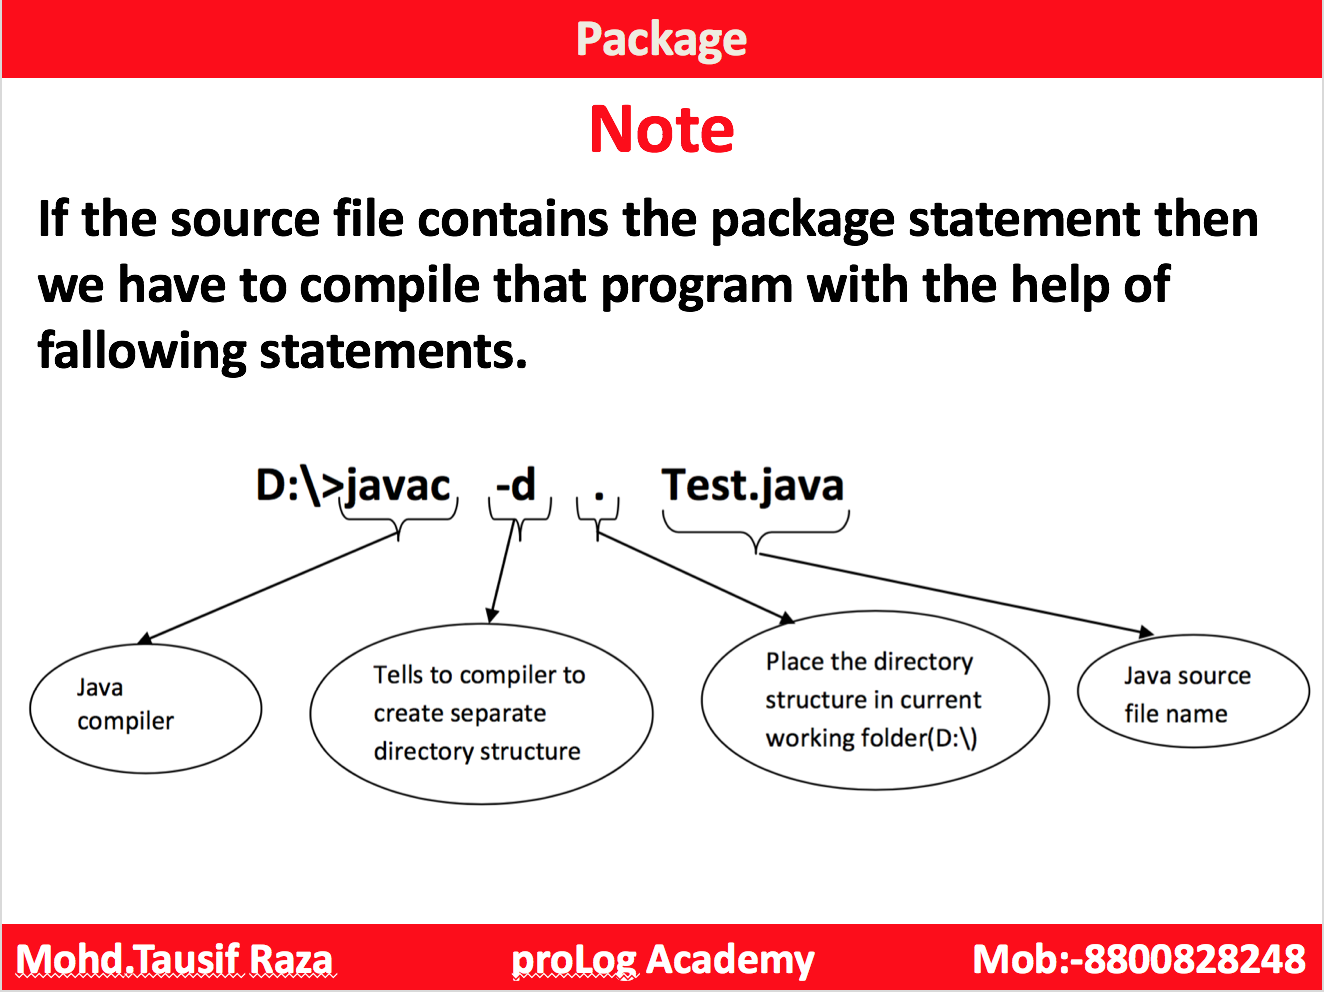 Package
Note
If the source file contains the package statement then
we have to compile that program with the help of
fallowing statements.
D:\>javac -d . Test.java
Java
compiler
Tells to compiler to
create separate
directory structure
Place the directory
structure in current
working folder(D:\)
Java source
file name
Mohd.Tausif Raza proLog Academy Mob:-8800828248